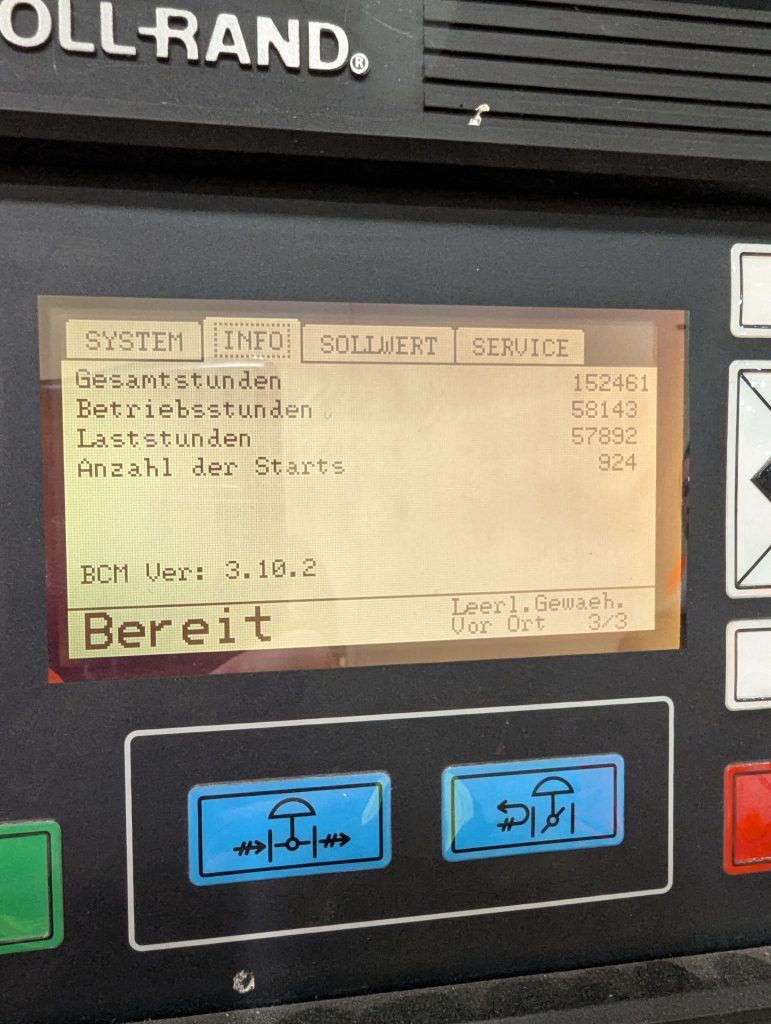 OLL-RAND®
SYSTEM INFO SOLLWERT SERVICE
Gesamtstunden 152461
Betriebsstunden 58143
Laststunden 57892
Anzahl der Starts 924
BCM Ver: 3.10.2
Bereit
Leerl.Gewaeh.
Vor Ort 3/3